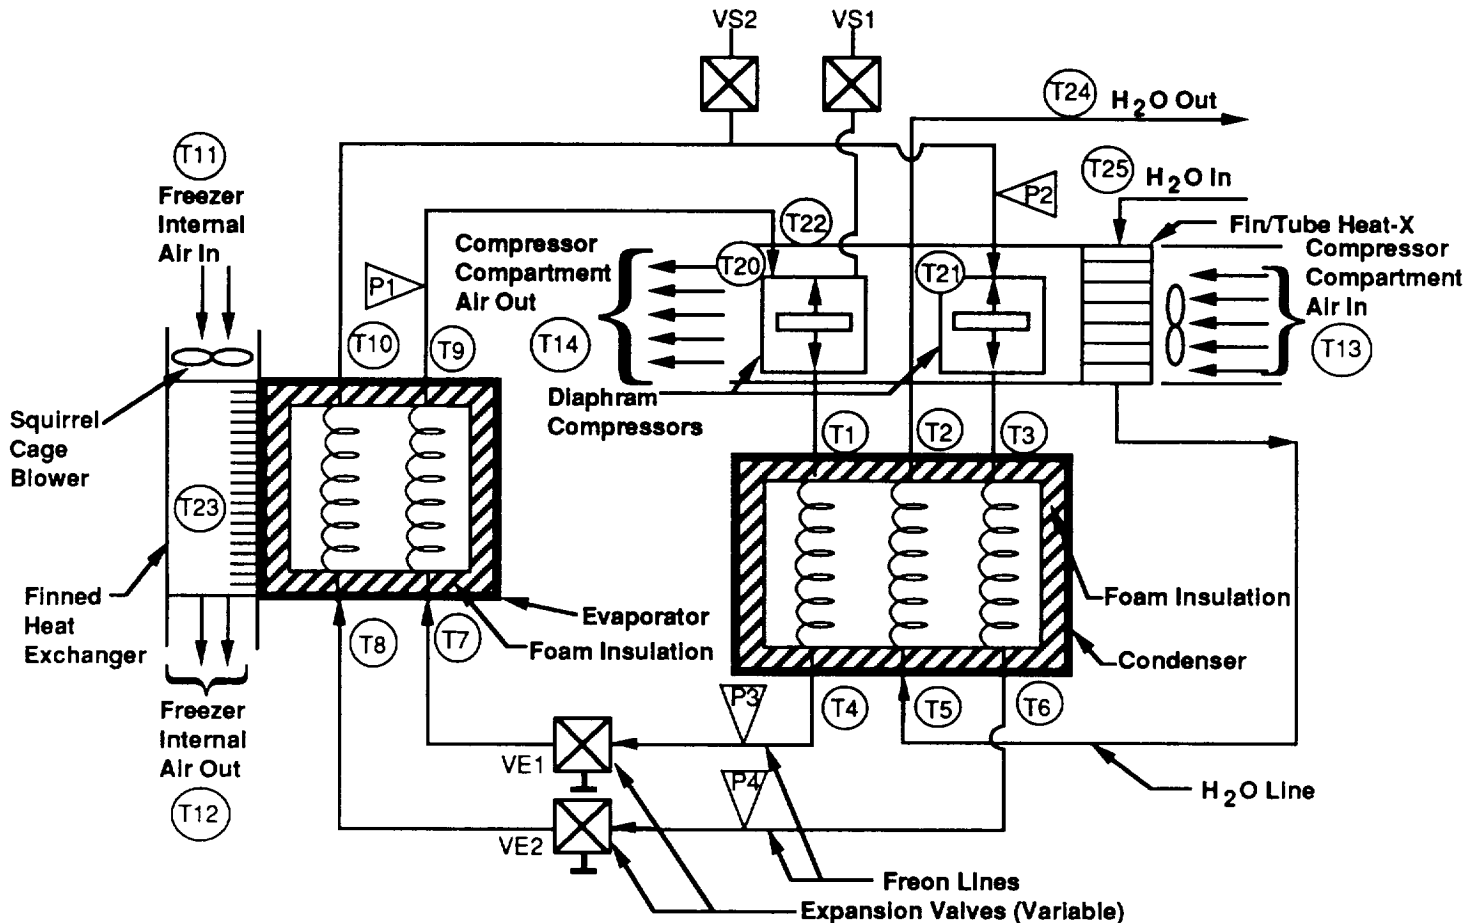 VS2
VS1
T24
H2O Out
T11
Freezer
Internal
Air In
T25
H2O In
P2
Fin/Tube Heat-X
T22
Compressor
Compartment
Air Out
T20
T21
Compressor
Compartment
Air In
P1
T10
T9
T14
T13
Diaphram
Compressors
Squirrel
Cage
Blower
T1
T2
T3
T23
Finned
Heat
Exchanger
Evaporator
Foam Insulation
Foam Insulation
Condenser
T8
T7
P3
T4
T5
T6
Freezer
Internal
Air Out
T12
VE1
P4
H2O Line
VE2
Freon Lines
Expansion Valves (Variable)